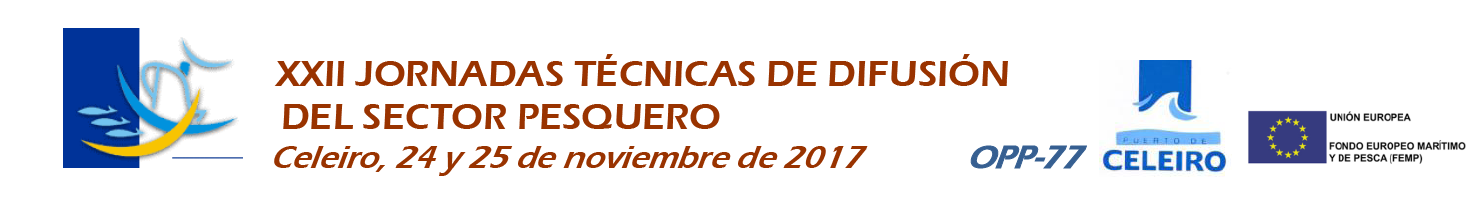 XXII JORNADAS TÉCNICAS DE DIFUSIÓN
DEL SECTOR PESQUERO
Celeiro, 24 y 25 de noviembre de 2017
OPP-77
PUERTO DE
CELEIRO
UNIÓN EUROPEA
FONDO EUROPEO MARÍTIMO
Y DE PESCA (FEMP)